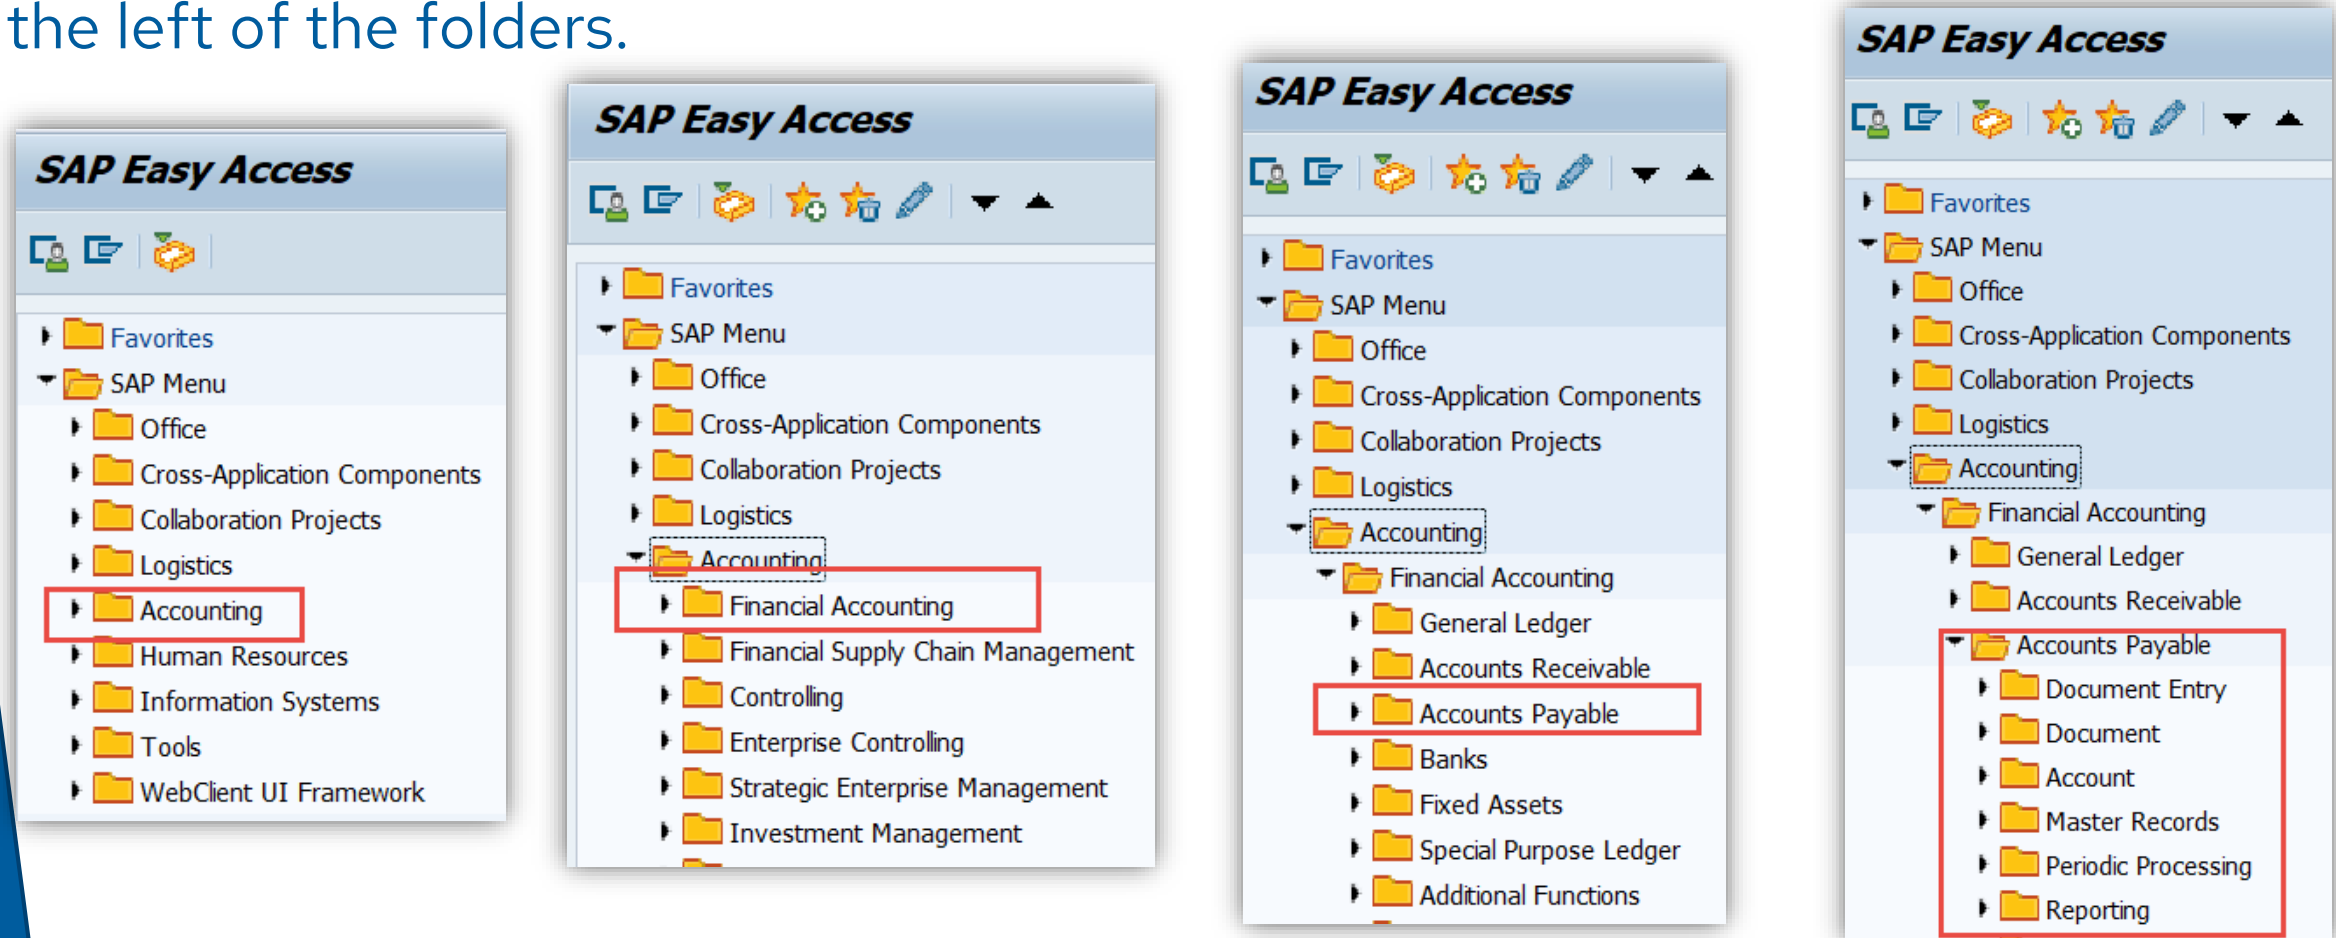 the left of the folders.
SAP Easy Access
Favorites
SAP Menu
Office
Cross-Application Components
Collaboration Projects
Logistics
Accounting
Human Resources
Information Systems
Tools
WebClient UI Framework
SAP Easy Access
Favorites
SAP Menu
Office
Cross-Application Components
Collaboration Projects
Logistics
Accounting
Financial Accounting
Financial Supply Chain Management
Controlling
Enterprise Controlling
Strategic Enterprise Management
Investment Management
SAP Easy Access
Favorites
SAP Menu
Office
Cross-Application Components
Collaboration Projects
Logistics
Accounting
Financial Accounting
General Ledger
Accounts Receivable
Accounts Payable
Banks
Fixed Assets
Special Purpose Ledger
Additional Functions
SAP Easy Access
Favorites
SAP Menu
Office
Cross-Application Components
Collaboration Projects
Logistics
Accounting
Financial Accounting
General Ledger
Accounts Receivable
Accounts Payable
Document Entry
Document
Account
Master Records
Periodic Processing
Reporting